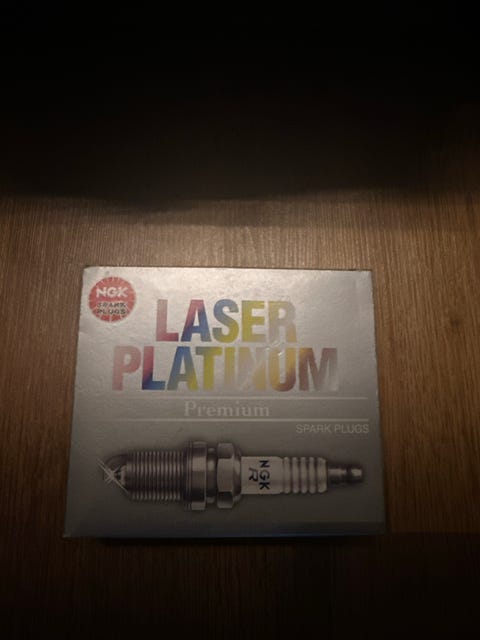 NGK
SPARK
PLUGS
LASER
PLATINUM
Premium
SPARK PLUGS
NGK
R